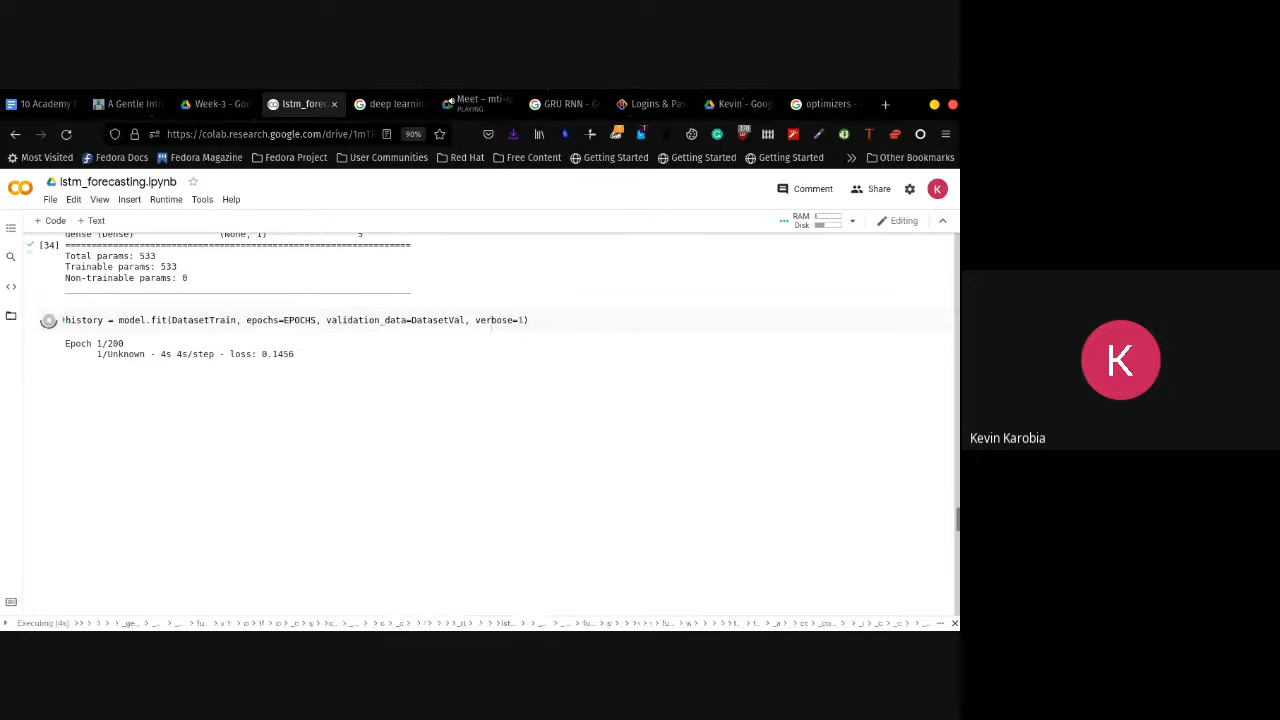 10 Academy
A Gentle Intr
Week-3 - Goo
lstm_forec
deep learnin
Meet – mti-q
PLAYING
GRU RNN - G
Logins & Pas
Kevin - Goog
optimizers -
https://colab.research.google.com/drive/1mT
90%
Most Visited
Fedora Docs
Fedora Magazine
Fedora Project
User Communities
Red Hat
Free Content
Getting Started
Getting Started
Getting Started
Other Bookmarks
lstm_forecasting.ipynb
Comment
Share
K
File Edit View Insert Runtime Tools Help
+ Code + Text
RAM
Disk
Editing
dense (Dense) (None, 1) 5
[34] =================================================================
Total params: 533
Trainable params: 533
Non-trainable params: 0
history = model.fit(DatasetTrain, epochs=EPOCHS, validation_data=DatasetVal, verbose=1)
Epoch 1/200
1/Unknown - 4s 4s/step - loss: 0.1456
Executing (4s)
K
Kevin Karobia